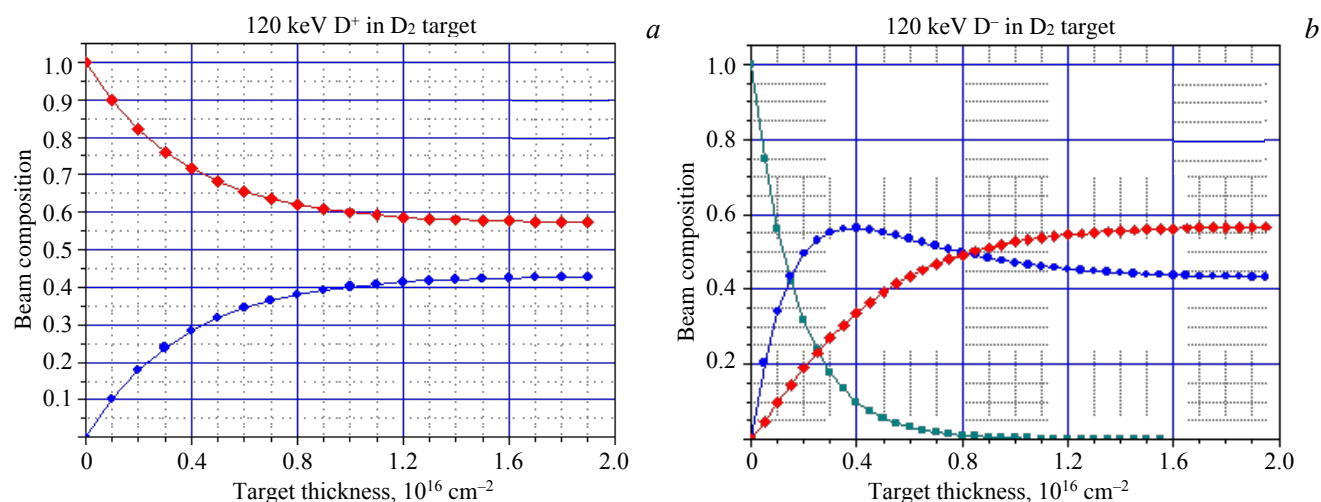 120 keV D⁺ in D₂ target
a
Beam composition
1.0
0.9
0.8
0.7
0.6
0.5
0.4
0.3
0.2
0.1
0 0.4 0.8 1.2 1.6 2.0
Target thickness, 10¹⁶ cm⁻²
120 keV D⁻ in D₂ target
b
Beam composition
1.0
0.8
0.6
0.4
0.2
0 0.4 0.8 1.2 1.6 2.0
Target thickness, 10¹⁶ cm⁻²